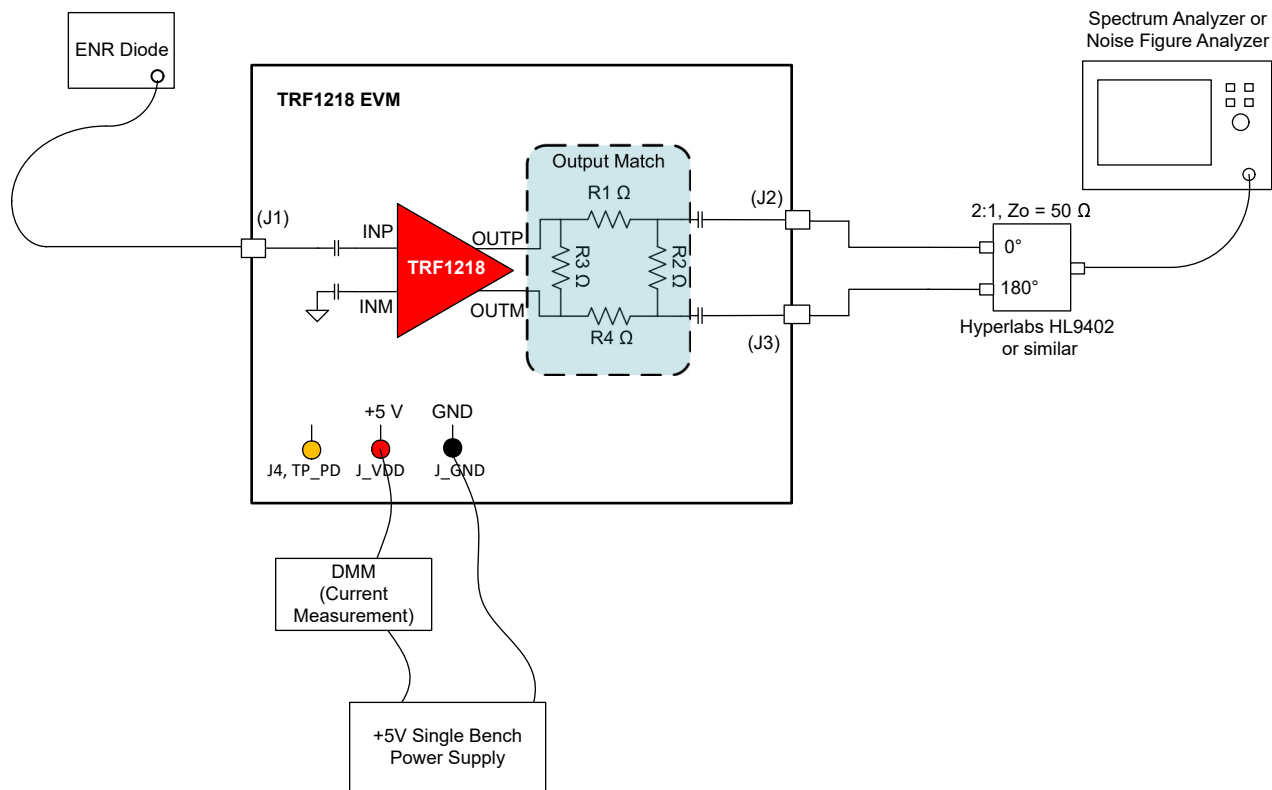 Spectrum Analyzer or
Noise Figure Analyzer
ENR Diode
TRF1218 EVM
Output Match
R1 Ω
(J1)
(J2)
INP
OUTP
TRF1218
R3 Ω
R2 Ω
INM
OUTM
R4 Ω
(J3)
2:1, Zo = 50 Ω
0°
180°
Hyperlabs HL9402
or similar
+5 V
GND
J4, TP_PD
J_VDD
J_GND
DMM
(Current
Measurement)
+5V Single Bench
Power Supply